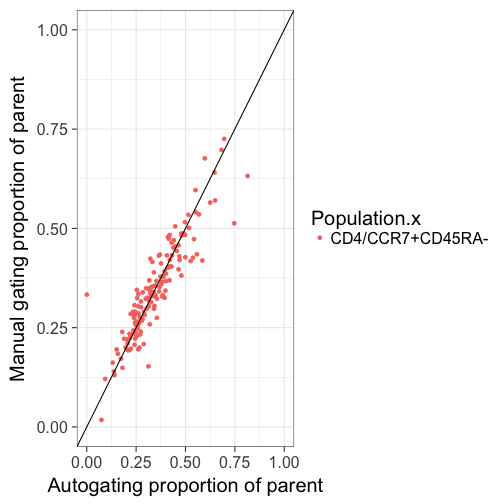 1.00
0.75
0.50
0.25
0.00
Manual gating proportion of parent
0.00 0.25 0.50 0.75 1.00
Autogating proportion of parent
Population.x
CD4/CCR7+CD45RA-